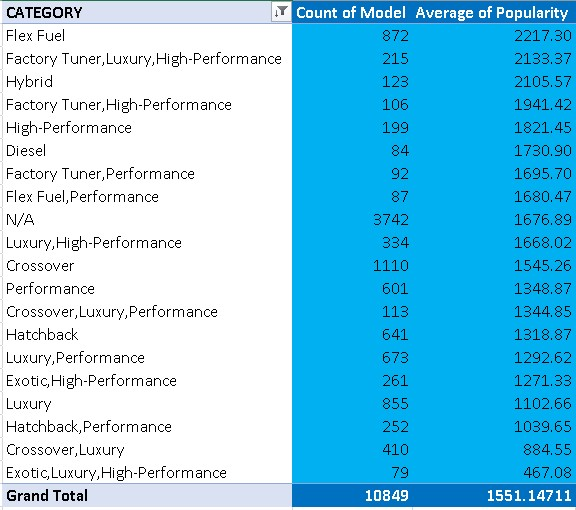 CATEGORY Count of Model Average of Popularity
Flex Fuel 872 2217.30
Factory Tuner,Luxury,High-Performance 215 2133.37
Hybrid 123 2105.57
Factory Tuner,High-Performance 106 1941.42
High-Performance 199 1821.45
Diesel 84 1730.90
Factory Tuner,Performance 92 1695.70
Flex Fuel,Performance 87 1680.47
N/A 3742 1676.89
Luxury,High-Performance 334 1668.02
Crossover 1110 1545.26
Performance 601 1348.87
Crossover,Luxury,Performance 113 1344.85
Hatchback 641 1318.87
Luxury,Performance 673 1292.62
Exotic,High-Performance 261 1271.33
Luxury 855 1102.66
Hatchback,Performance 252 1039.65
Crossover,Luxury 410 884.55
Exotic,Luxury,High-Performance 79 467.08
Grand Total 10849 1551.14711